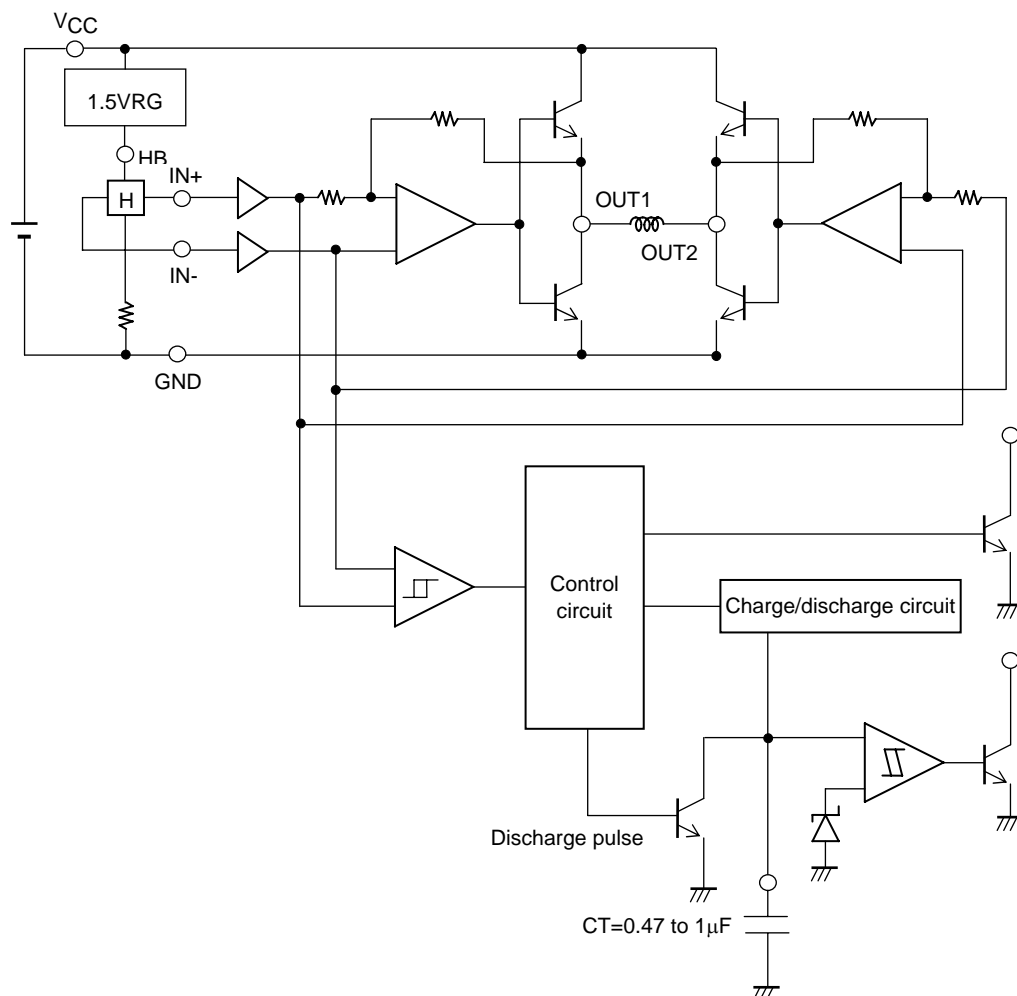 VCC
1.5VRG
HB
IN+
H
OUT1
IN-
OUT2
GND
Control
circuit
Charge/discharge circuit
Discharge pulse
CT=0.47 to 1μF